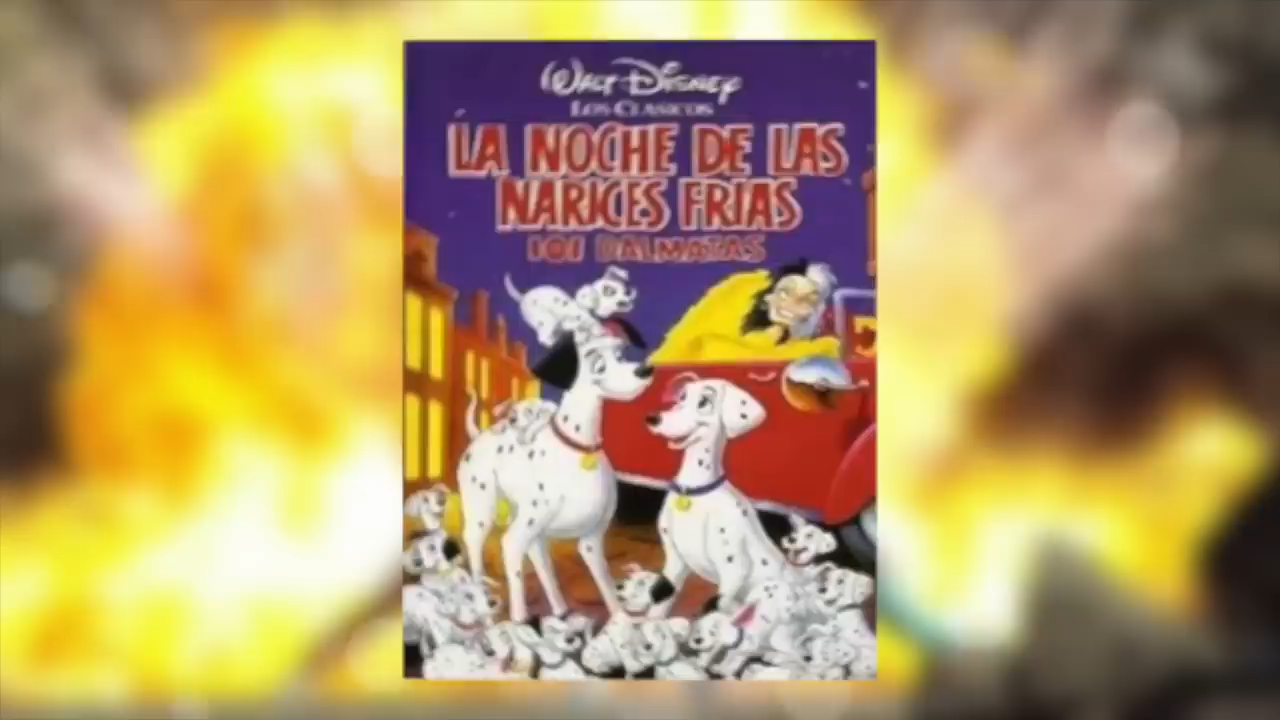 WALT DISNEY
LOS CLASICOS
LA NOCHE DE LAS
NARICES FRIAS
101 DALMATAS